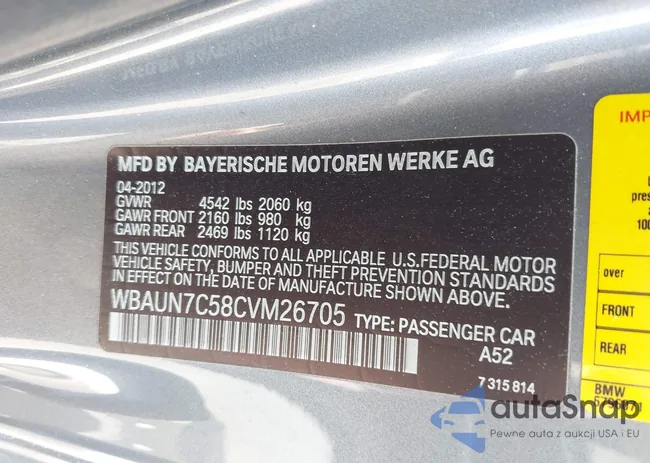 MFD BY BAYERISCHE MOTOREN WERKE AG
04-2012
GVWR 4542 lbs 2060 kg
GAWR FRONT 2160 lbs 980 kg
GAWR REAR 2469 lbs 1120 kg
THIS VEHICLE CONFORMS TO ALL APPLICABLE U.S.FEDERAL MOTOR
VEHICLE SAFETY, BUMPER AND THEFT PREVENTION STANDARDS
IN EFFECT ON THE DATE OF MANUFACTURE SHOWN ABOVE.
WBAUN7C58CVM26705 TYPE: PASSENGER CAR
A52
7 315 814
IMP
pres
100
over
FRONT
REAR
BMW
autoSnap
Pewne auta z aukcji USA i EU